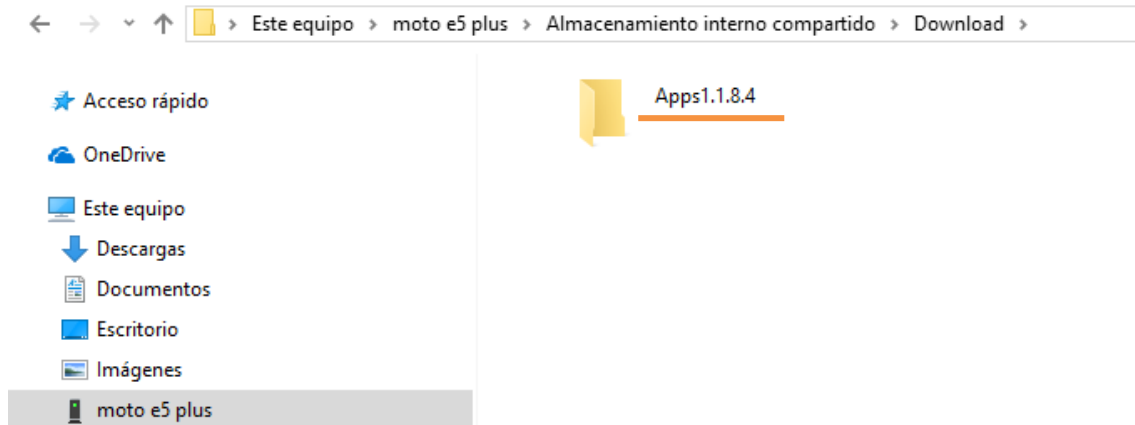 Este equipo > moto e5 plus > Almacenamiento interno compartido > Download >
Apps1.1.8.4
Acceso rápido
OneDrive
Este equipo
Descargas
Documentos
Escritorio
Imágenes
moto e5 plus